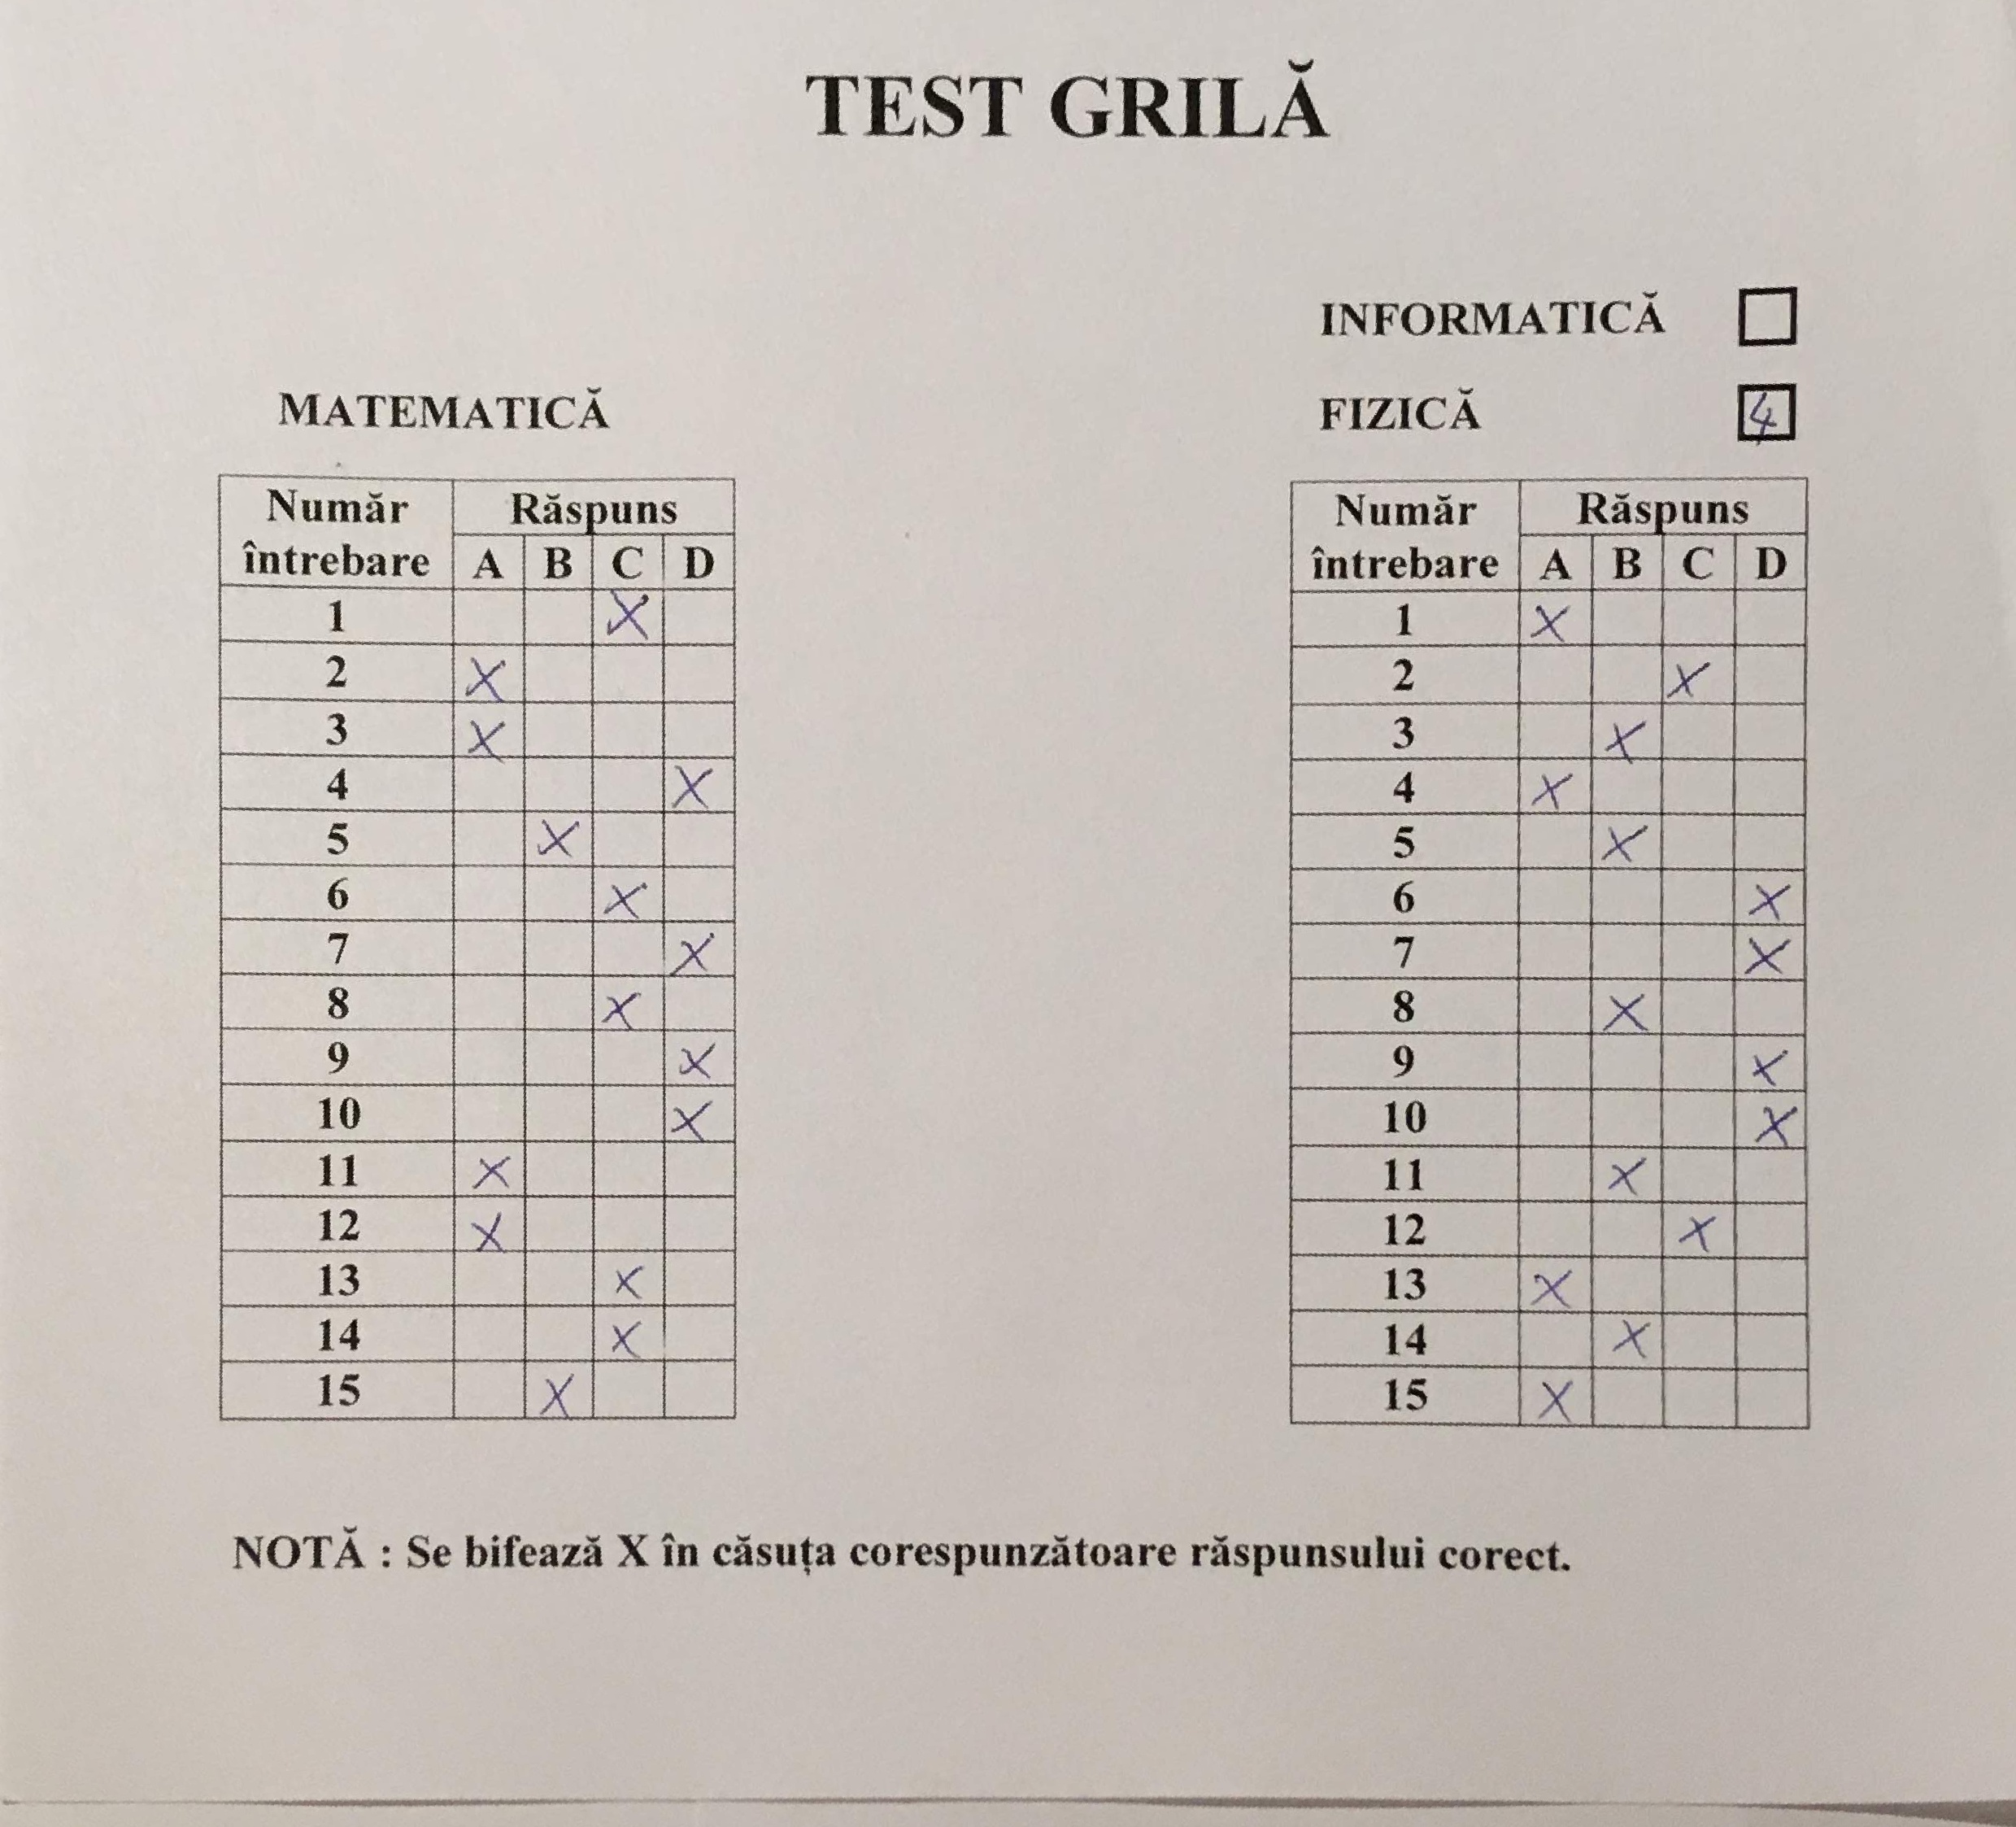 TEST GRILĂ
INFORMATICĂ
MATEMATICĂ
FIZICĂ 4
Număr întrebare Răspuns
A B C D
1 X
2 X
3 X
4 X
5 X
6 X
7 X
8 X
9 X
10 X
11 X
12 X
13 X
14 X
15 X
Număr întrebare Răspuns
A B C D
1 X
2 X
3 X
4 X
5 X
6 X
7 X
8 X
9 X
10 X
11 X
12 X
13 X
14 X
15 X
NOTĂ : Se bifează X în căsuța corespunzătoare răspunsului corect.